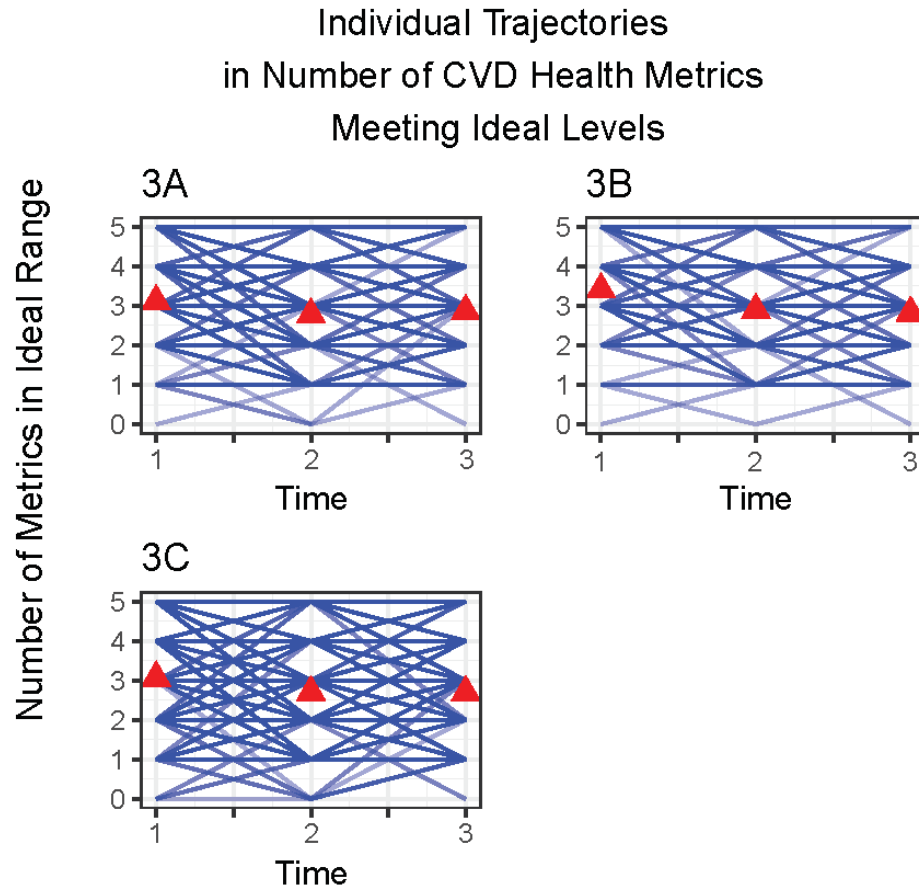 Individual Trajectories
in Number of CVD Health Metrics
Meeting Ideal Levels
Number of Metrics in Ideal Range
3A
5
4
3
2
1
0
1 2 3
Time
3B
5
4
3
2
1
0
1 2 3
Time
3C
5
4
3
2
1
0
1 2 3
Time